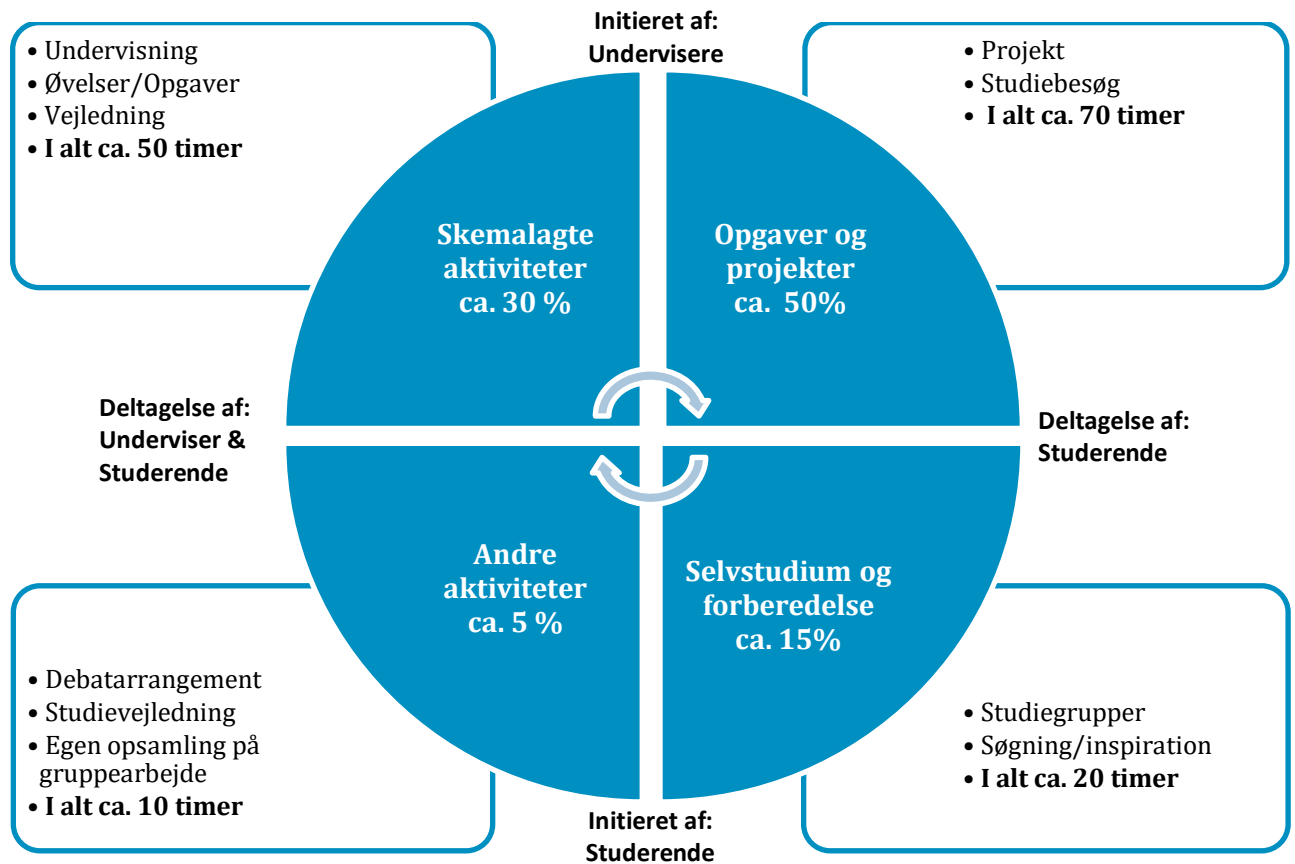 Initieret af:
Undervisere
• Undervisning
• Øvelser/Opgaver
• Vejledning
• I alt ca. 50 timer
• Projekt
• Studiebesøg
• I alt ca. 70 timer
Skemalagte
aktiviteter
ca. 30 %
Opgaver og
projekter
ca. 50%
Deltagelse af:
Underviser &
Studerende
Deltagelse af:
Studerende
Andre
aktiviteter
ca. 5 %
Selvstudium og
forberedelse
ca. 15%
• Debatarrangement
• Studievejledning
• Egen opsamling på
gruppearbejde
• I alt ca. 10 timer
• Studiegrupper
• Søgning/inspiration
• I alt ca. 20 timer
Initieret af:
Studerende